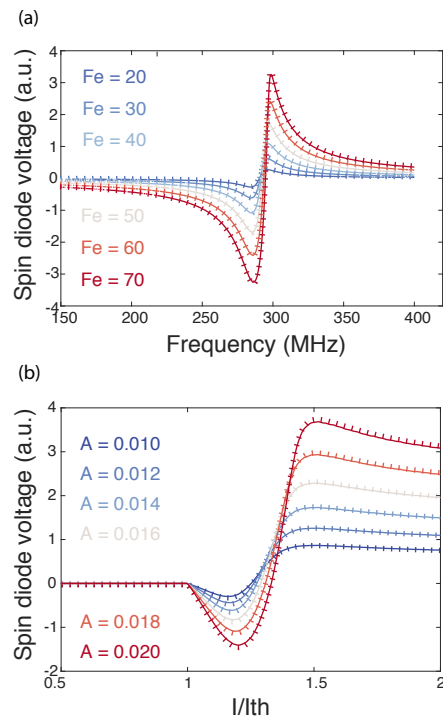 (a)
Spin diode voltage (a.u.)
4
3
2
1
0
-1
-2
-3
-4
Fe = 20
Fe = 30
Fe = 40
Fe = 50
Fe = 60
Fe = 70
150 200 250 300 350 400
Frequency (MHz)
(b)
Spin diode voltage (a.u.)
4
3
2
1
0
-1
-2
A = 0.010
A = 0.012
A = 0.014
A = 0.016
A = 0.018
A = 0.020
0.5 1 1.5 2
I/Ith